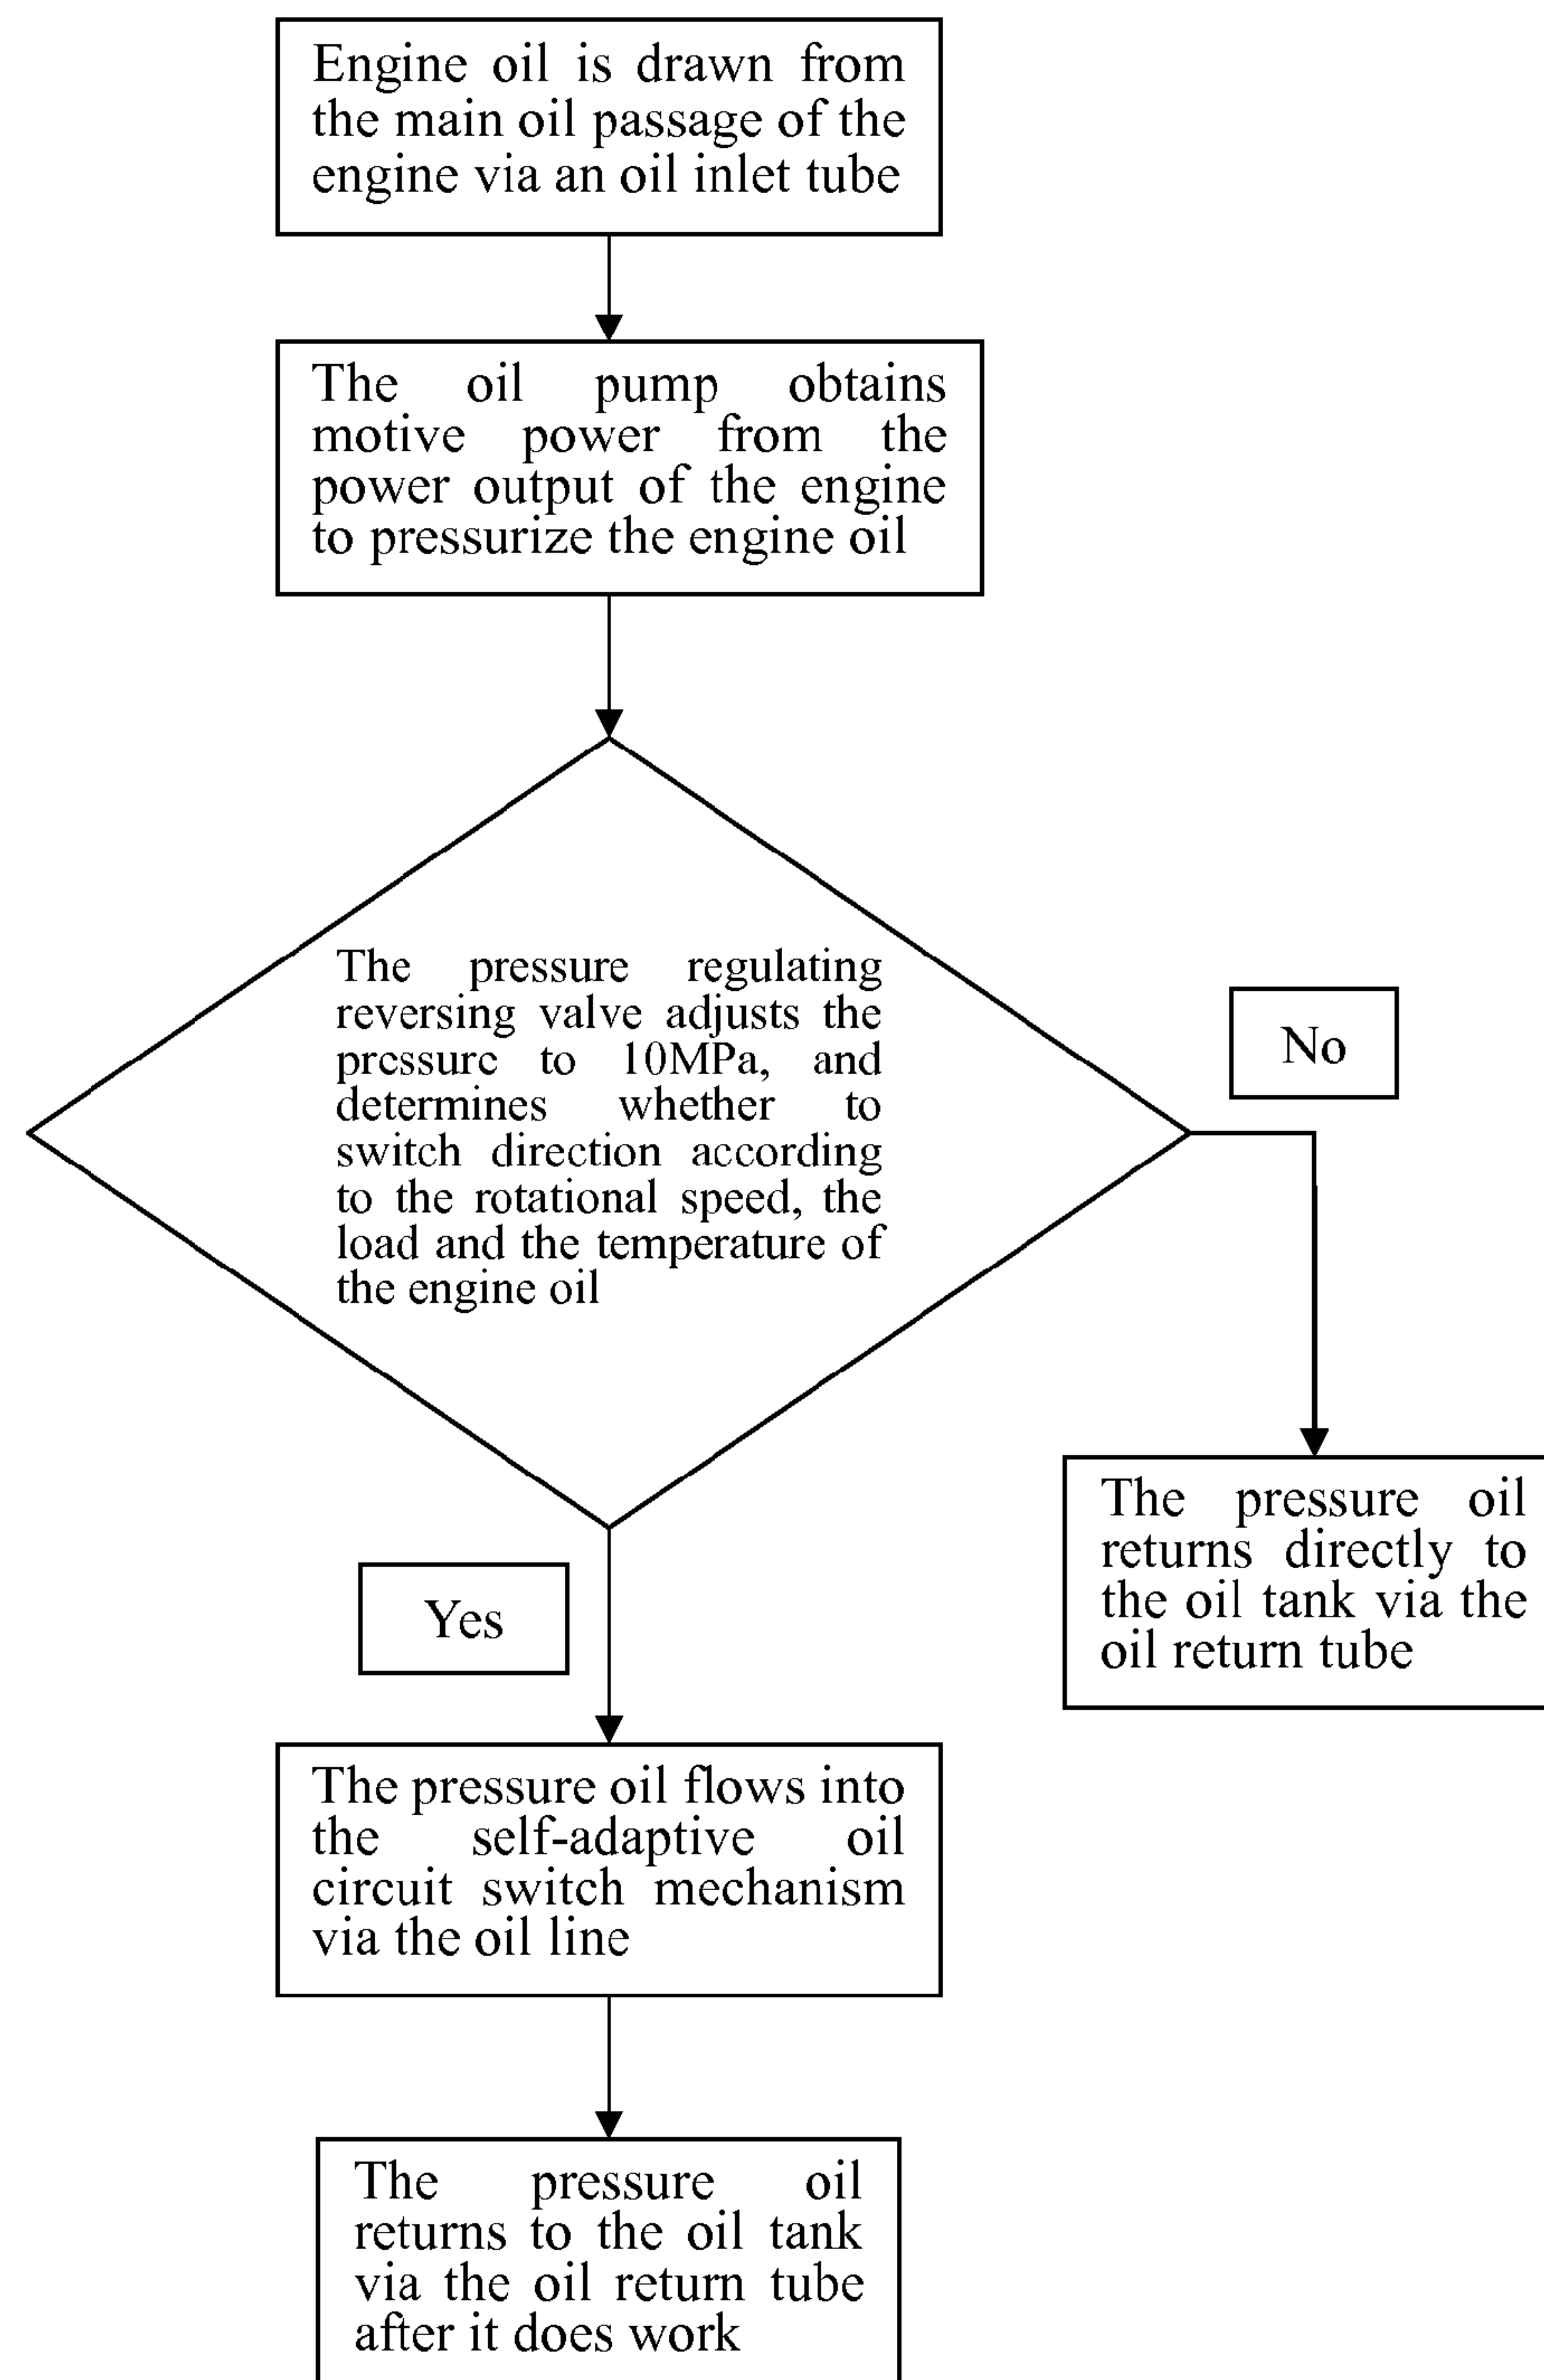 Engine oil is drawn from
the main oil passage of the
engine via an oil inlet tube
The oil pump obtains
motive power from the
power output of the engine
to pressurize the engine oil
The pressure regulating
reversing valve adjusts the
pressure to 10MPa, and
determines whether to
switch direction according
to the rotational speed, the
load and the temperature of
the engine oil
No
The pressure oil
returns directly to
the oil tank via the
oil return tube
Yes
The pressure oil flows into
the self-adaptive oil
circuit switch mechanism
via the oil line
The pressure oil
returns to the oil tank
via the oil return tube
after it does work